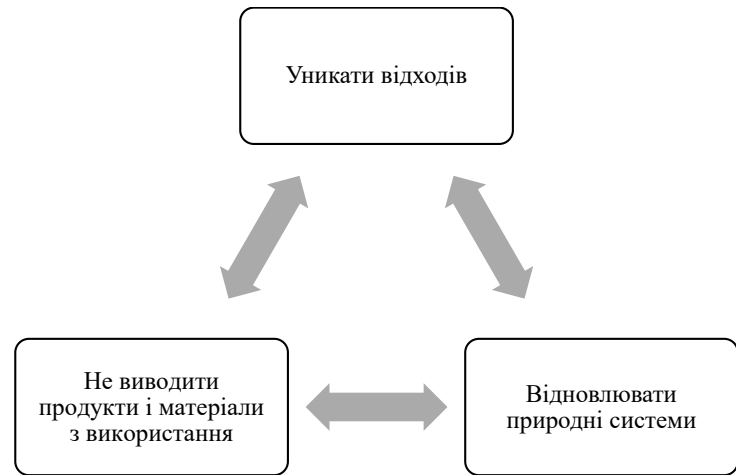 Уникати відходів
Не виводити
продукти і матеріали
з використання
Відновлювати
природні системи